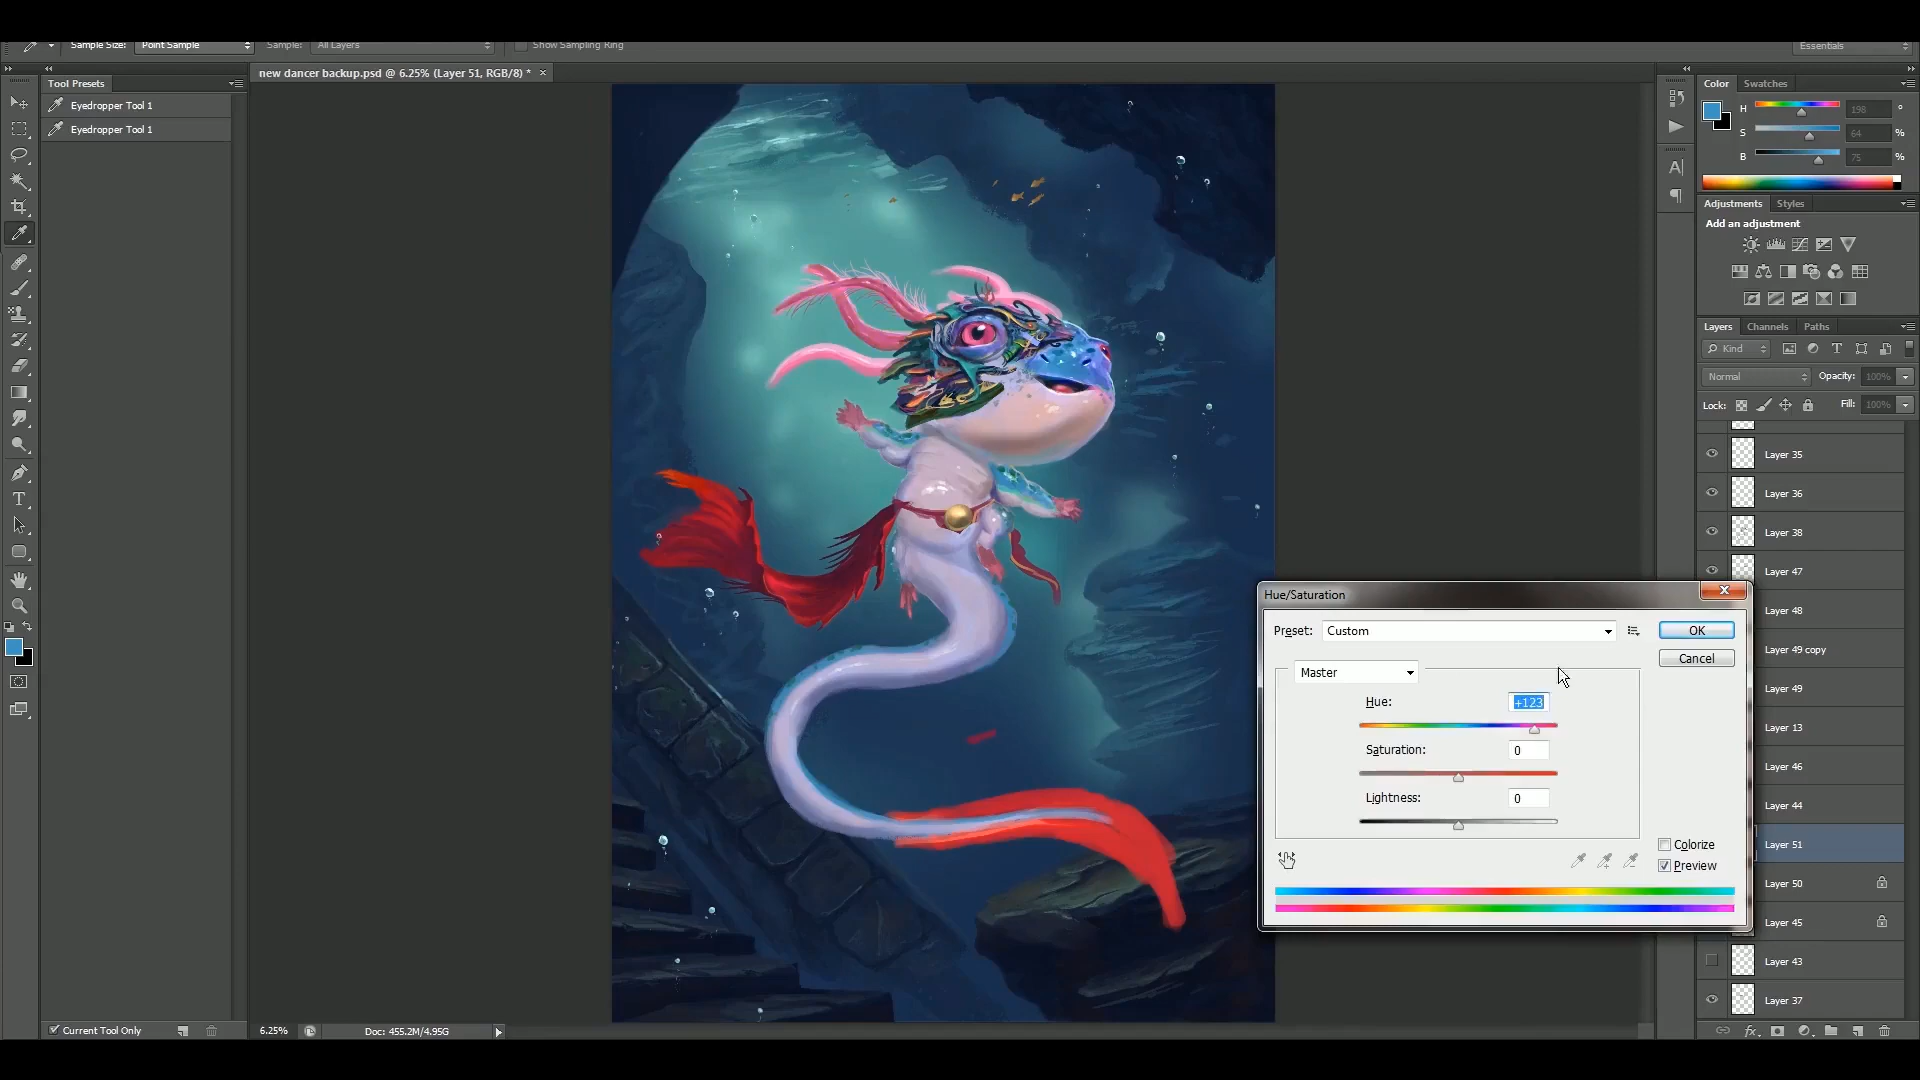 Sample Size: Point Sample Sample: All Layers Show Sampling Ring Essentials
new dancer backup.psd @ 6.25% (Layer 51, RGB/8) * ×
Tool Presets
Eyedropper Tool 1
Eyedropper Tool 1
Color Swatches
H 198 °
S 64 %
B 75 %
Adjustments Styles
Add an adjustment
Layers Channels Paths
Kind
Normal Opacity: 100%
Lock: Fill: 100%
Layer 35
Layer 36
Layer 38
Layer 47
Layer 48
Layer 49 copy
Layer 49
Layer 13
Layer 46
Layer 44
Layer 51
Layer 50
Layer 45
Layer 43
Layer 37
Hue/Saturation
Preset: Custom OK
Cancel
Master
Hue: +123
Saturation: 0
Lightness: 0
Colorize
Preview
Current Tool Only
6.25% Doc: 455.2M/4.95G